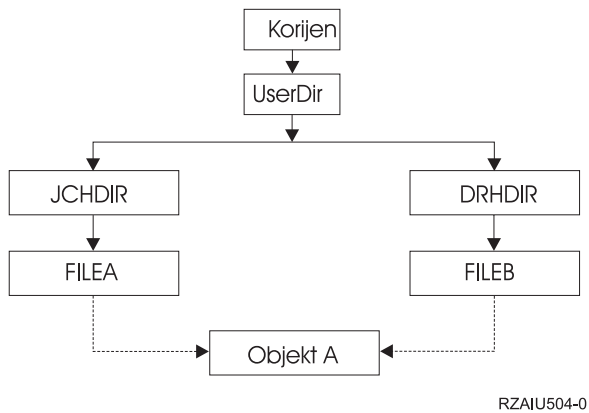 Korijen
UserDir
JCHDIR
DRHDIR
FILEA
FILEB
Objekt A
RZAIU504-0